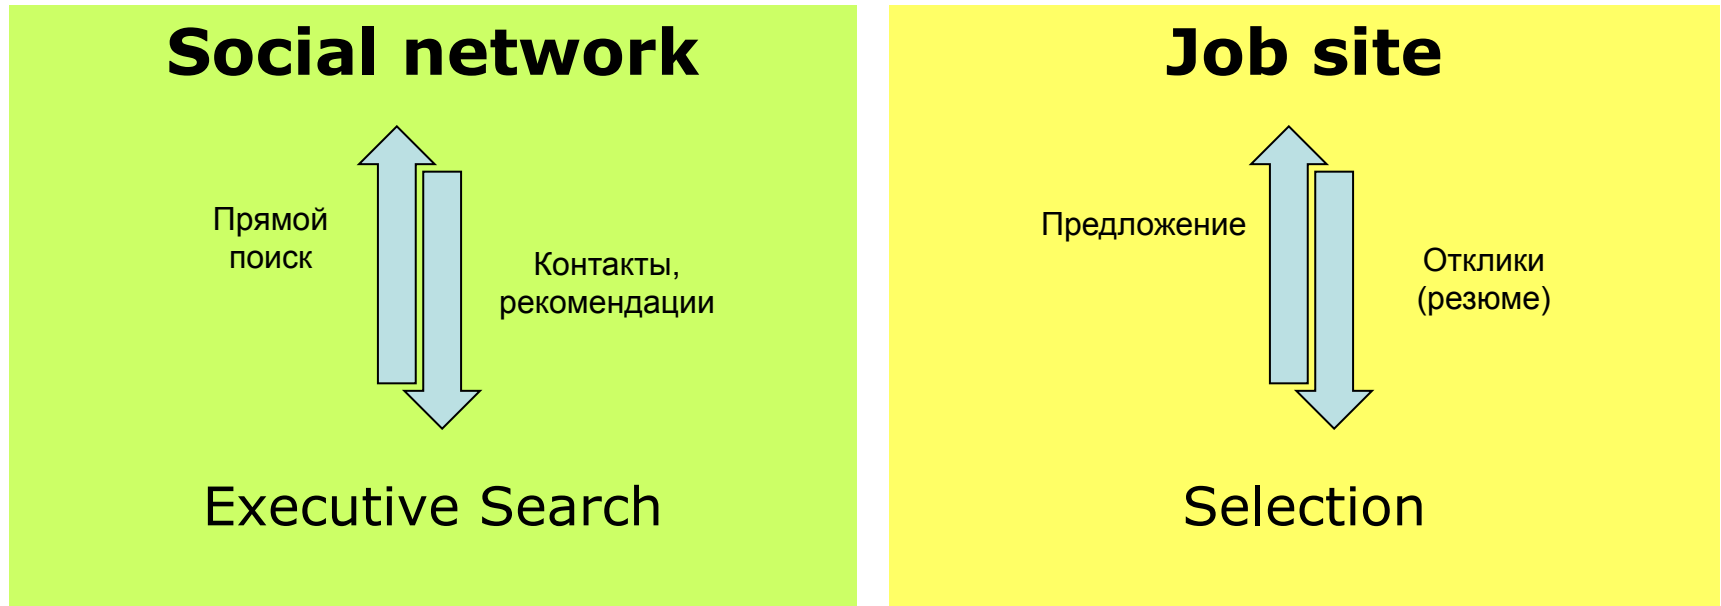 Social network
Прямой
поиск
Контакты,
рекомендации
Executive Search
Job site
Предложение
Отклики
(резюме)
Selection